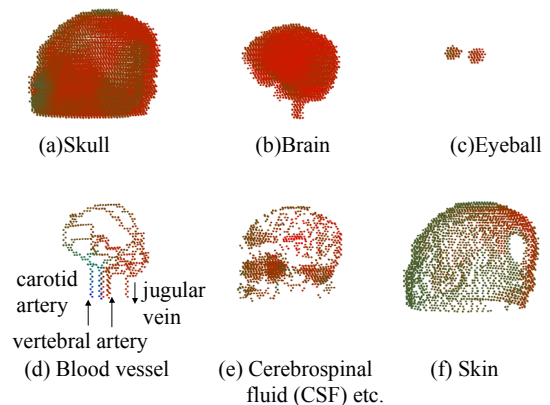 (a)Skull
(b)Brain
(c)Eyeball
carotid
artery
jugular
vein
vertebral artery
(d) Blood vessel
(e) Cerebrospinal
fluid (CSF) etc.
(f) Skin